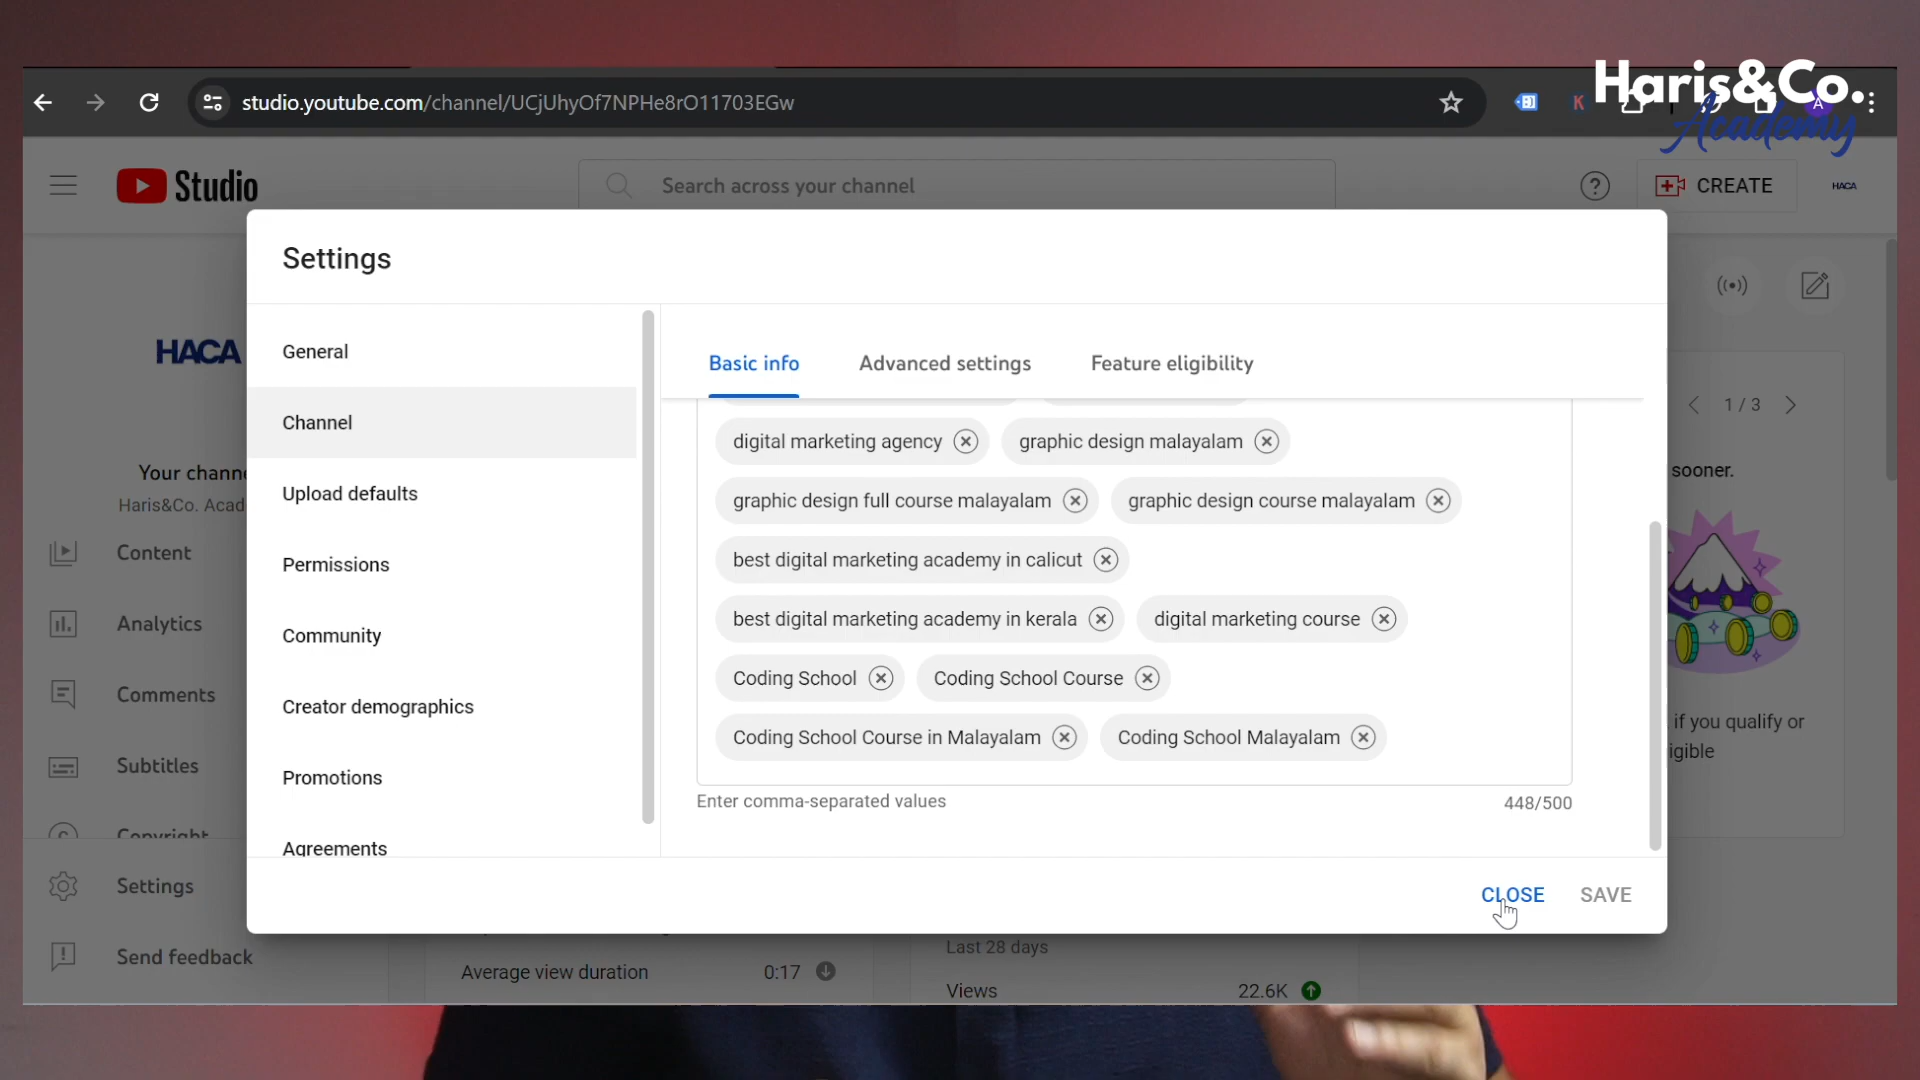 Haris&Co.
Academy
studio.youtube.com/channel/UCjUhyOf7NPHe8rO11703EGw
K
A
Studio
Search across your channel
CREATE
HACA
Settings
HACA
General
Channel
Upload defaults
Permissions
Community
Creator demographics
Promotions
Agreements
Basic info
Advanced settings
Feature eligibility
digital marketing agency
graphic design malayalam
graphic design full course malayalam
graphic design course malayalam
best digital marketing academy in calicut
best digital marketing academy in kerala
digital marketing course
Coding School
Coding School Course
Coding School Course in Malayalam
Coding School Malayalam
Enter comma-separated values
448/500
CLOSE
SAVE
Your channe
Haris&Co. Acad
Content
Analytics
Comments
Subtitles
Copyright
Settings
Send feedback
1 / 3
sooner.
if you qualify or
igible
Average view duration
0:17
Last 28 days
Views
22.6K